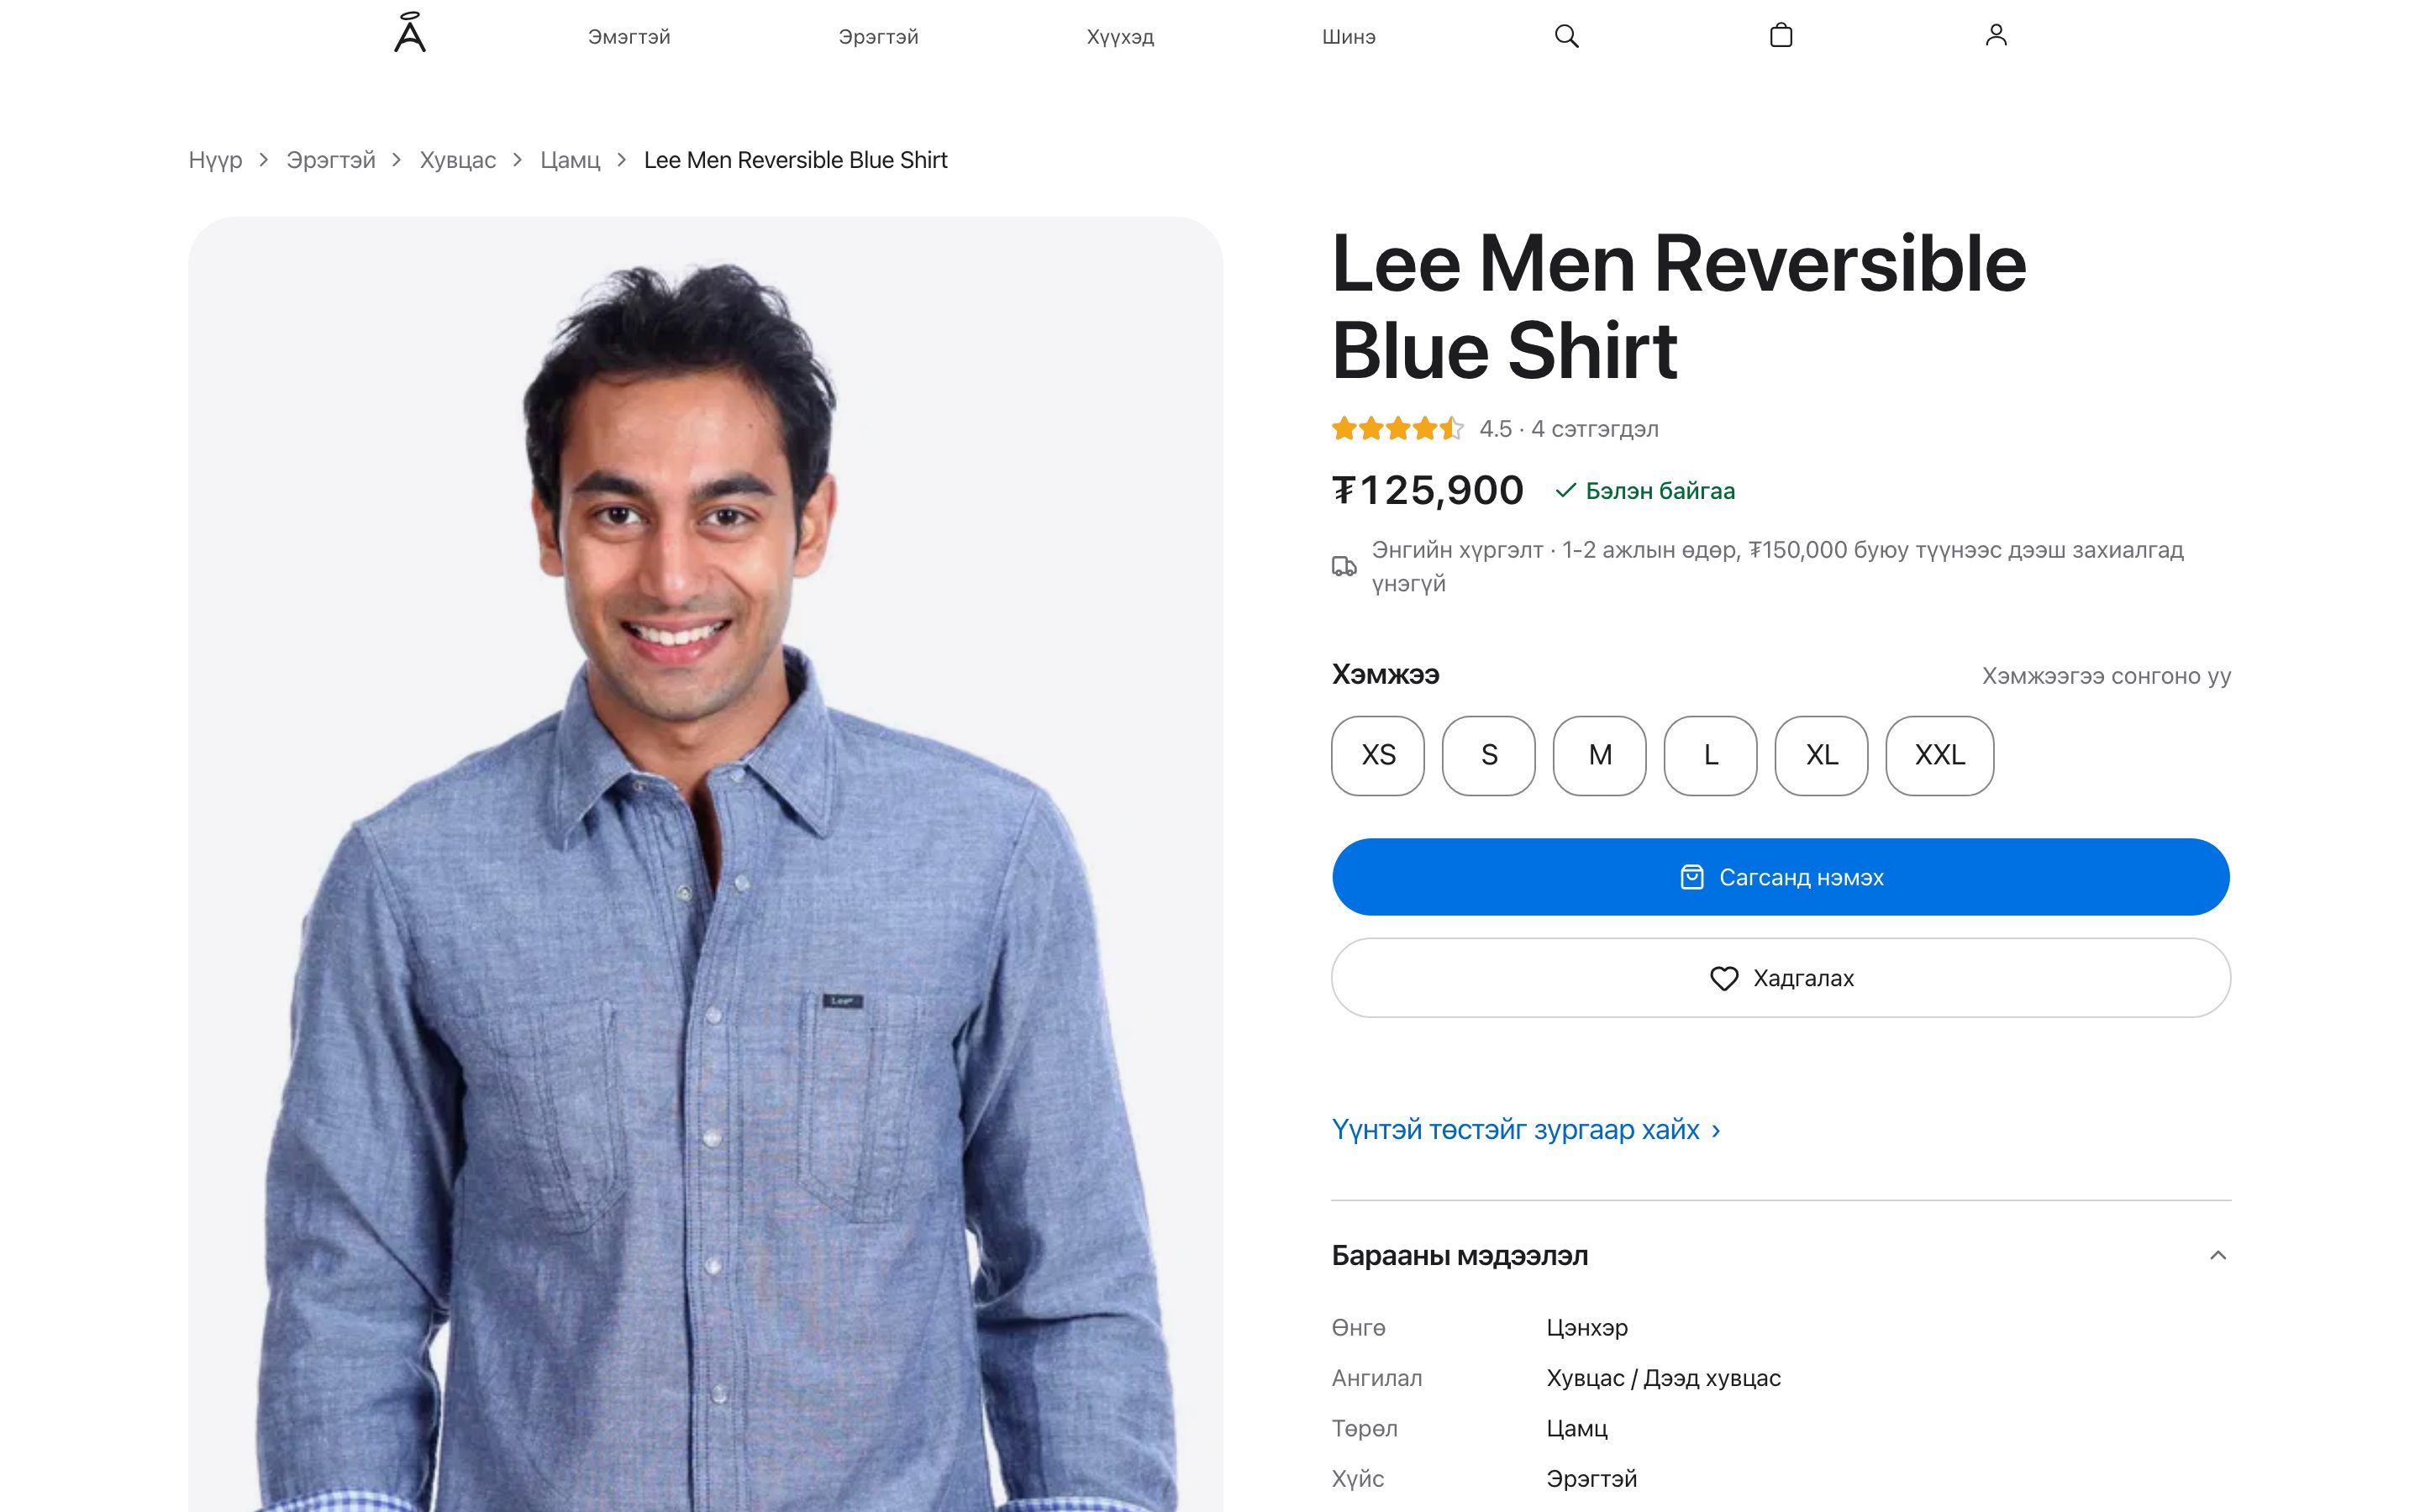 Эмэгтэй
Эрэгтэй
Хүүхэд
Шинэ
Нүүр > Эрэгтэй > Хувцас > Цамц > Lee Men Reversible Blue Shirt
Lee Men Reversible
Blue Shirt
4.5 · 4 сэтгэгдэл
₮125,900
Бэлэн байгаа
Энгийн хүргэлт · 1-2 ажлын өдөр, ₮150,000 буюу түүнээс дээш захиалгад
үнэгүй
Хэмжээ
Хэмжээгээ сонгоно уу
XS
S
M
L
XL
XXL
Сагсанд нэмэх
Хадгалах
Үүнтэй төстэйг зургаар хайх ›
Барааны мэдээлэл
Өнгө Цэнхэр
Ангилал Хувцас / Дээд хувцас
Төрөл Цамц
Хүйс Эрэгтэй
Lee